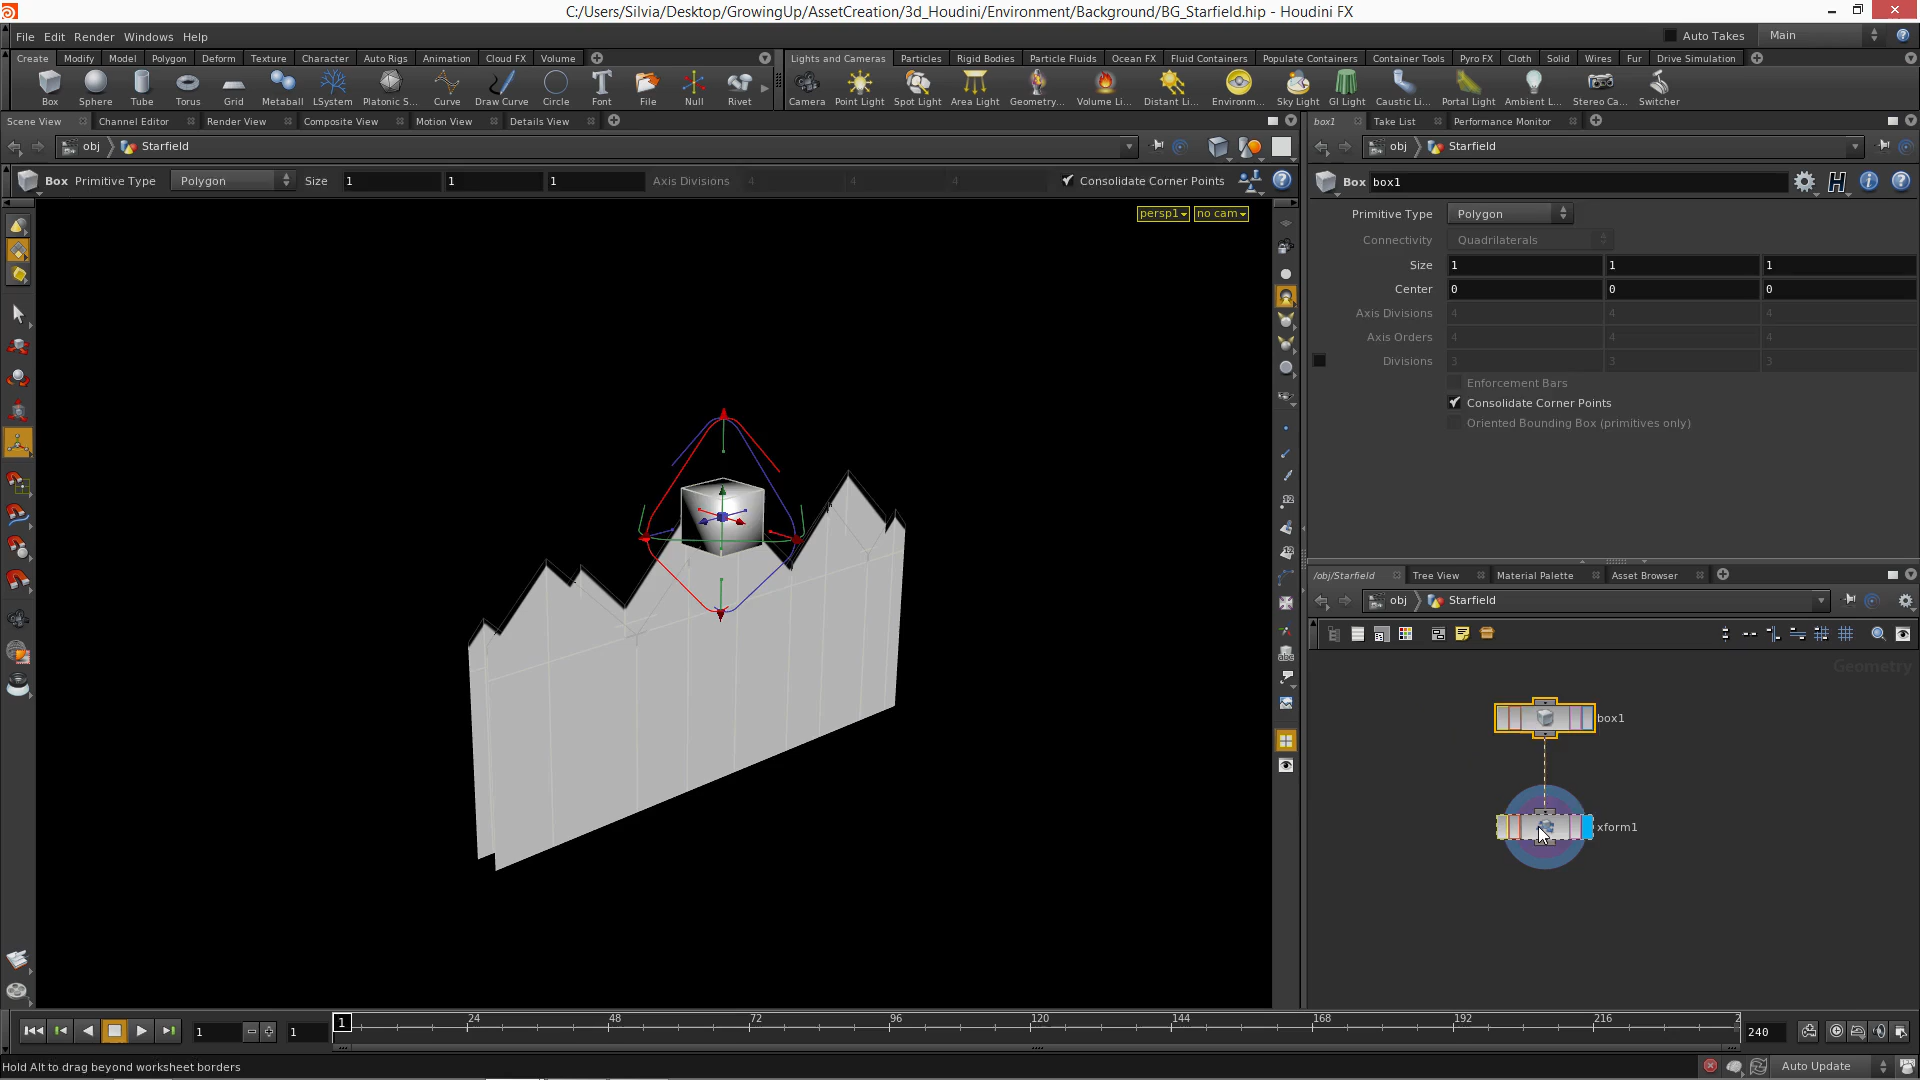 C:/Users/Silvia/Desktop/GrowingUp/AssetCreation/3d_Houdini/Environment/Background/BG_Starfield.hip - Houdini FX
File Edit Render Windows Help
Auto Takes Main
Create Modify Model Polygon Deform Texture Character Auto Rigs Animation Cloud FX Volume
Lights and Cameras Particles Rigid Bodies Particle Fluids Ocean FX Fluid Containers Populate Containers Container Tools Pyro FX Cloth Solid Wires Fur Drive Simulation
Box Sphere Tube Torus Grid Metaball LSystem Platonic S... Curve Draw Curve Circle Font File Null Rivet
Camera Point Light Spot Light Area Light Geometry... Volume Li... Distant Li... Environm... Sky Light GI Light Caustic Li... Portal Light Ambient L... Stereo Ca... Switcher
Scene View Channel Editor Render View Composite View Motion View Details View
box1 Take List Performance Monitor
obj Starfield
obj Starfield
Box Primitive Type Polygon Size 1 1 1 Axis Divisions 4 4 4 Consolidate Corner Points
Box box1
persp1 no cam
Primitive Type Polygon
Connectivity Quadrilaterals
Size 1 1 1
Center 0 0 0
Axis Divisions 4 4 4
Axis Orders 4 4 4
Divisions 3 3 3
Enforcement Bars
Consolidate Corner Points
Oriented Bounding Box (primitives only)
/obj/Starfield Tree View Material Palette Asset Browser
obj Starfield
Geometry
box1
xform1
12
12
abc
1 1 1 24 48 72 96 120 144 168 192 216 2 240
Hold Alt to drag beyond worksheet borders
Auto Update